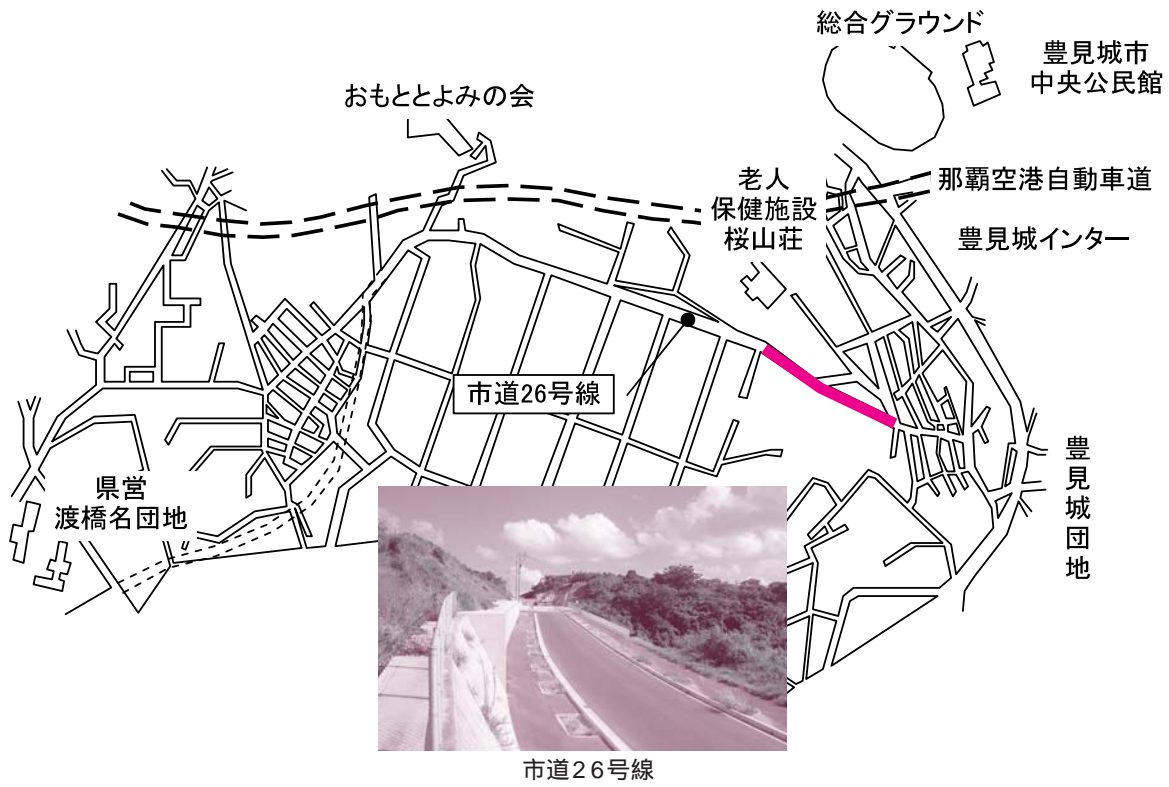 総合グラウンド
豊見城市
中央公民館
おもととよみの会
那覇空港自動車道
老人
保健施設
桜山荘
豊見城インター
市道26号線
豊見城団地
県営
渡橋名団地
市道26号線